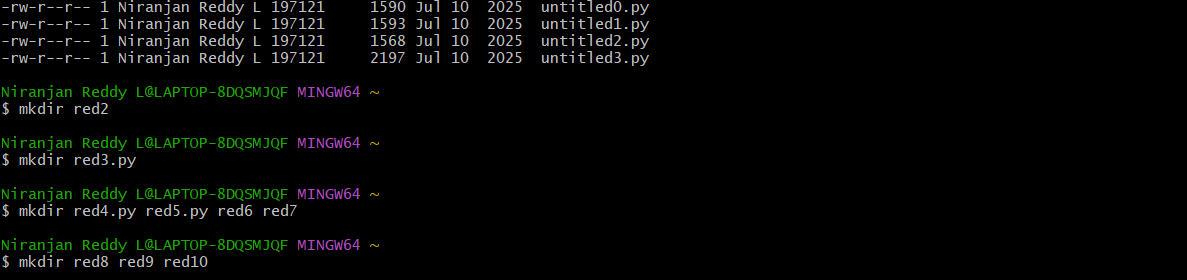 -rw-r--r-- 1 Niranjan Reddy L 197121     1590 Jul 10  2025  untitled0.py
-rw-r--r-- 1 Niranjan Reddy L 197121     1593 Jul 10  2025  untitled1.py
-rw-r--r-- 1 Niranjan Reddy L 197121     1568 Jul 10  2025  untitled2.py
-rw-r--r-- 1 Niranjan Reddy L 197121     2197 Jul 10  2025  untitled3.py
Niranjan Reddy L@LAPTOP-8DQSMJQF MINGW64 ~
$ mkdir red2
Niranjan Reddy L@LAPTOP-8DQSMJQF MINGW64 ~
$ mkdir red3.py
Niranjan Reddy L@LAPTOP-8DQSMJQF MINGW64 ~
$ mkdir red4.py red5.py red6 red7
Niranjan Reddy L@LAPTOP-8DQSMJQF MINGW64 ~
$ mkdir red8 red9 red10